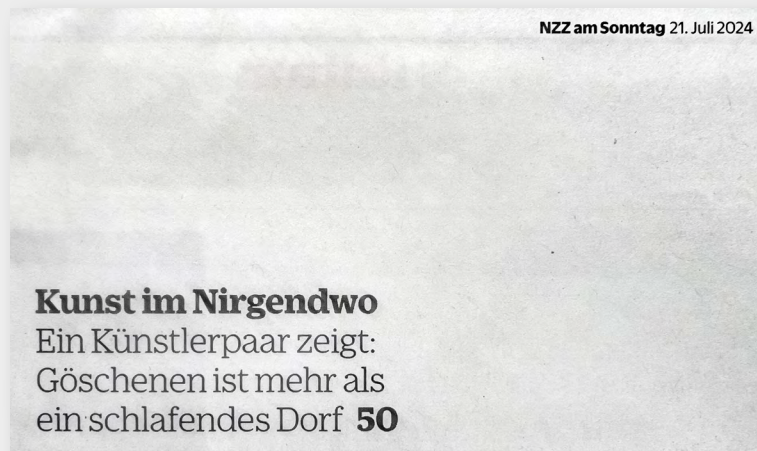 NZZ am Sonntag 21. Juli 2024
Kunst im Nirgendwo
Ein Künstlerpaar zeigt:
Göschenen ist mehr als
ein schlafendes Dorf 50